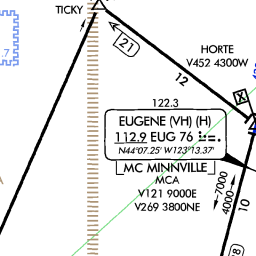 TICKY
21
.7
HORTE
V452 4300W
12
122.3
EUGENE (VH) (H)
112.9 EUG 76
N44°07.25' W123°13.37'
MC MINNVILLE
MCA
V121 9000E
V269 3800NE
7000
4000
10